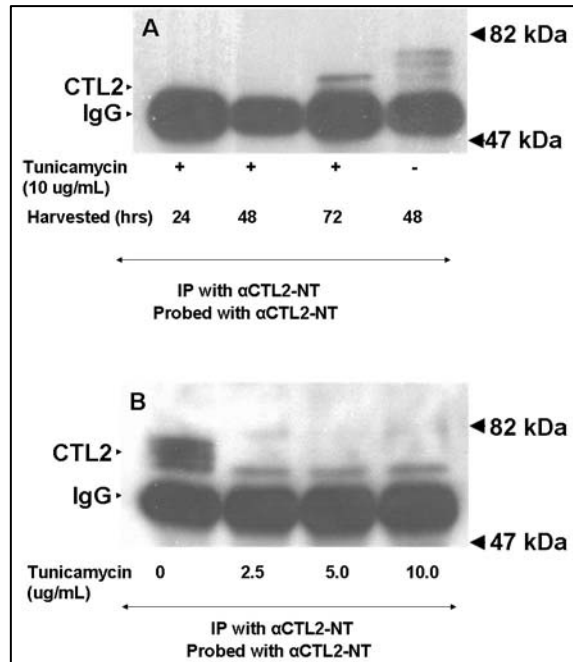 A
82 kDa
CTL2
IgG
47 kDa
Tunicamycin + + + -
(10 ug/mL)
Harvested (hrs) 24 48 72 48
IP with αCTL2-NT
Probed with αCTL2-NT
B
82 kDa
CTL2
IgG
47 kDa
Tunicamycin 0 2.5 5.0 10.0
(ug/mL)
IP with αCTL2-NT
Probed with αCTL2-NT